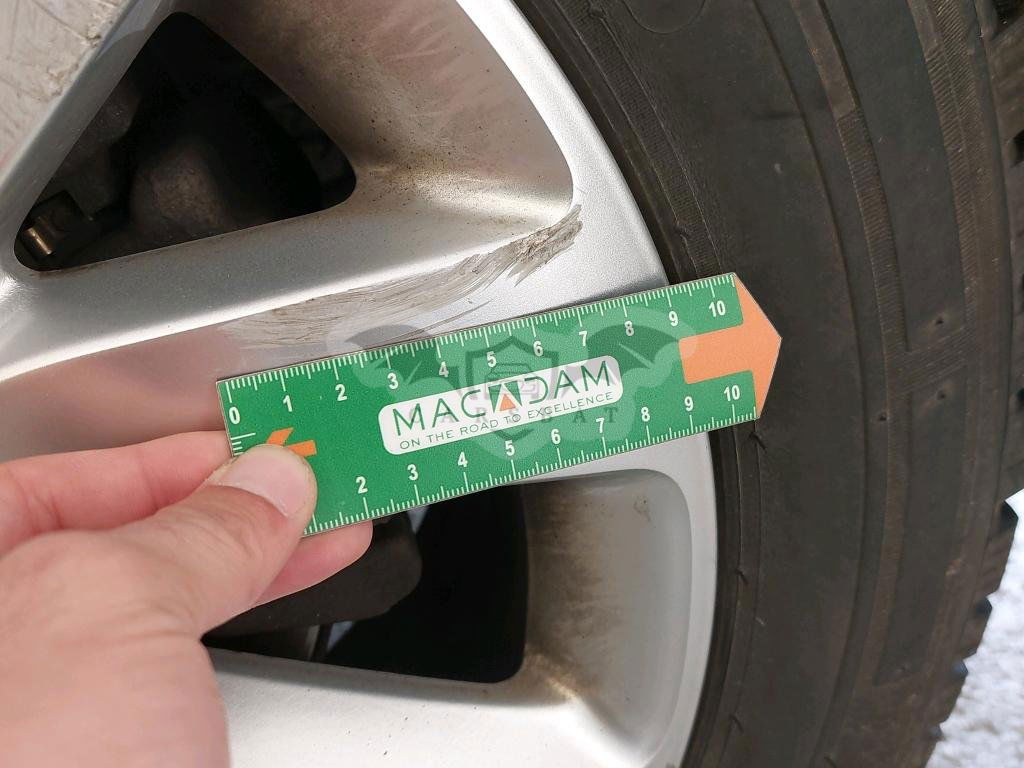 0 1 2 3 4 5 6 7 8 9 10
MACADAM
ON THE ROAD TO EXCELLENCE
2 3 4 5 6 7 8 9 10